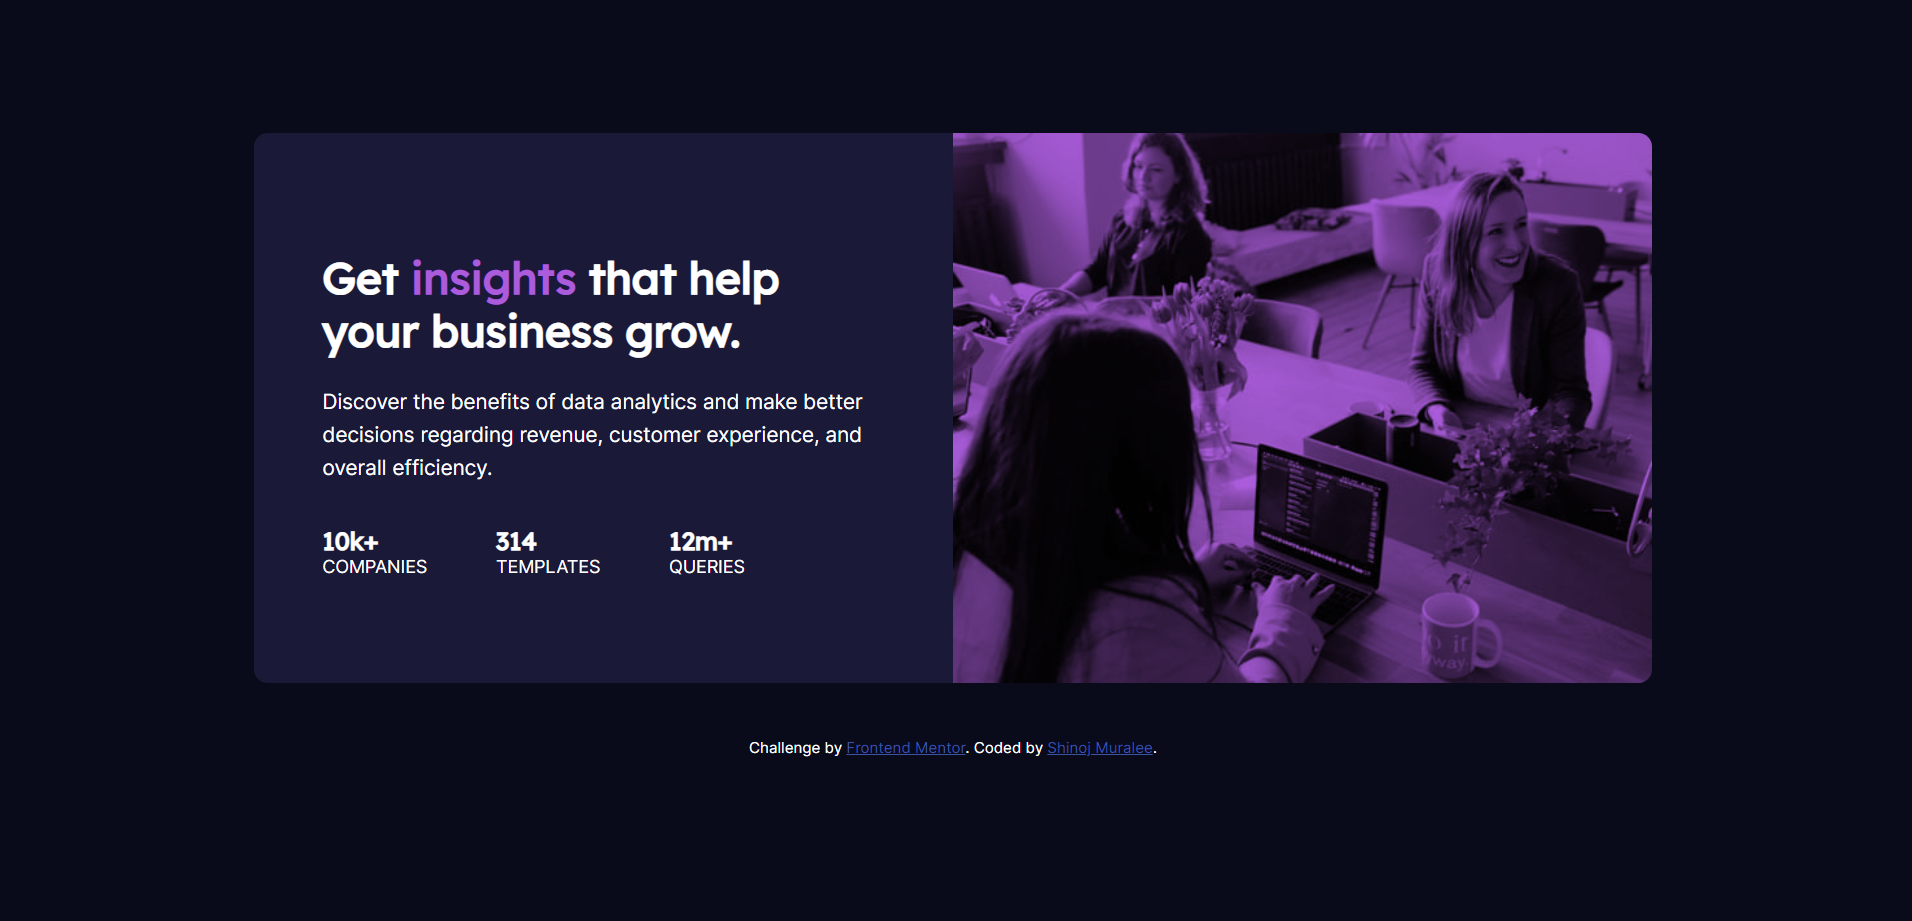 Get insights that help
your business grow.
Discover the benefits of data analytics and make better
decisions regarding revenue, customer experience, and
overall efficiency.
10k+ 314 12m+
COMPANIES TEMPLATES QUERIES
o it
way.
Challenge by Frontend Mentor. Coded by Shinoj Muralee.